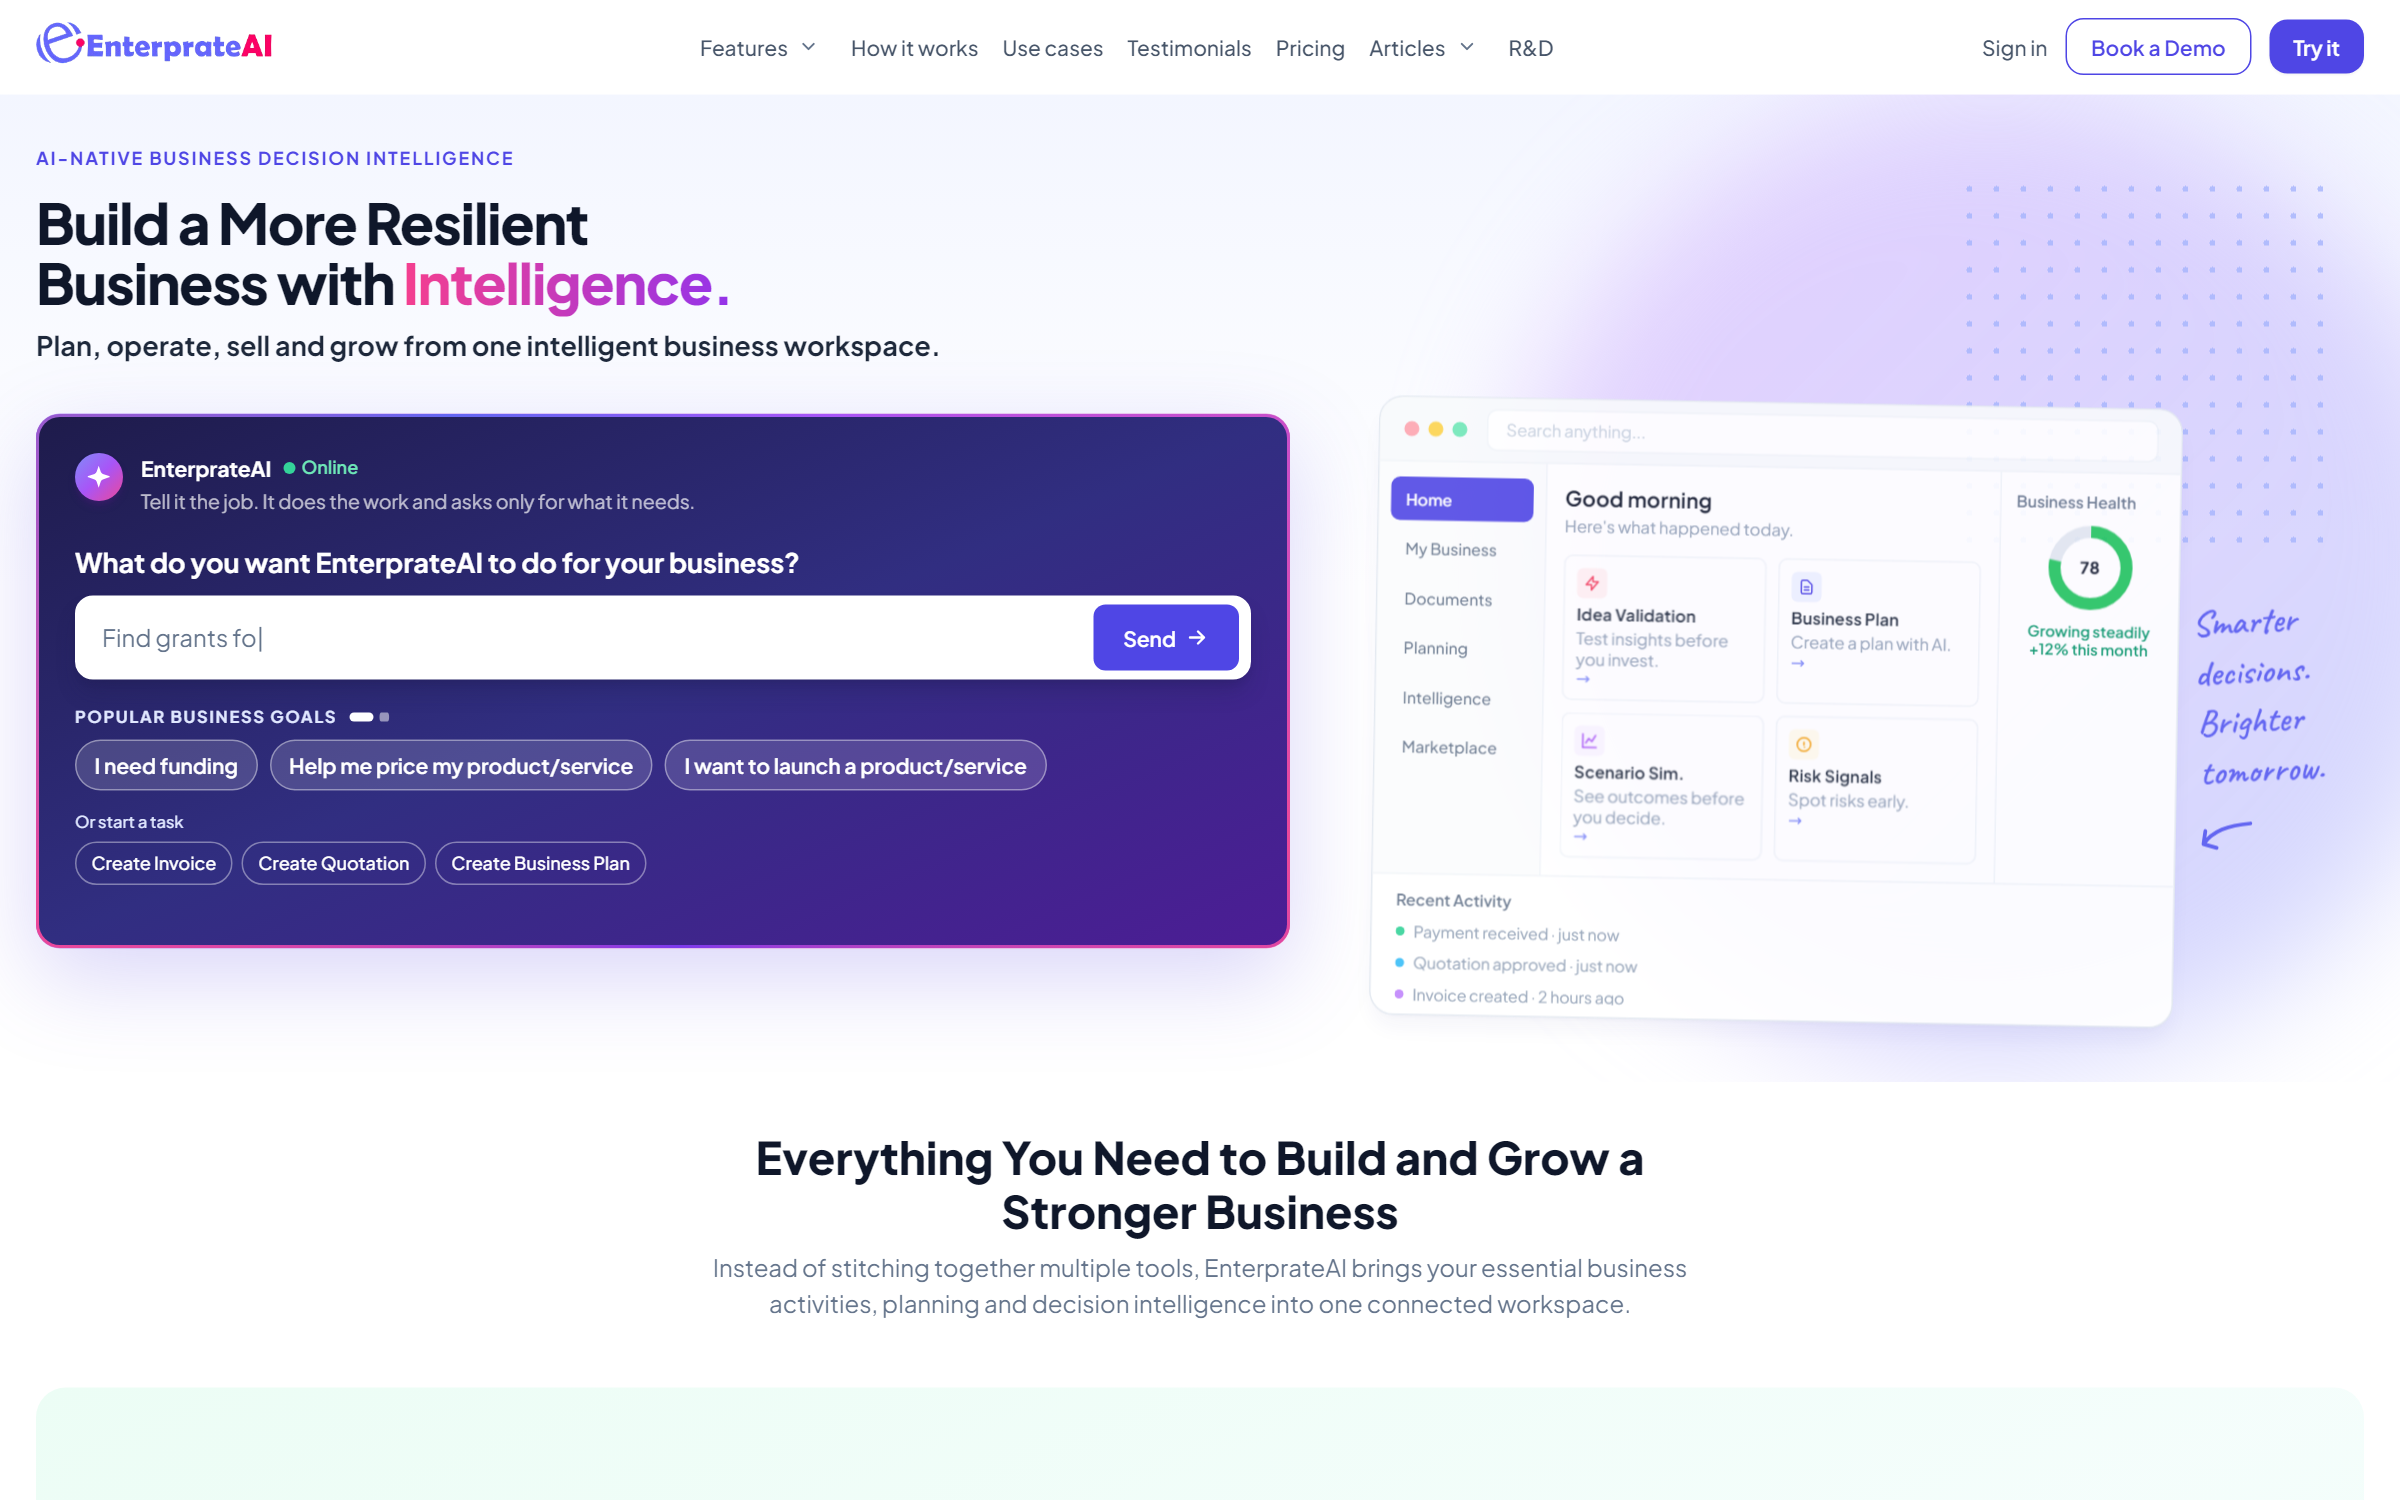 EnterprateAI
Features
How it works
Use cases
Testimonials
Pricing
Articles
R&D
Sign in
Book a Demo
Try it
AI-NATIVE BUSINESS DECISION INTELLIGENCE
Build a More Resilient
Business with Intelligence.
Plan, operate, sell and grow from one intelligent business workspace.
EnterprateAI
Online
Tell it the job. It does the work and asks only for what it needs.
What do you want EnterprateAI to do for your business?
Find grants fo
Send →
POPULAR BUSINESS GOALS
I need funding
Help me price my product/service
I want to launch a product/service
Or start a task
Create Invoice
Create Quotation
Create Business Plan
Search anything...
Home
My Business
Documents
Planning
Intelligence
Marketplace
Good morning
Here's what happened today.
Idea Validation
Test insights before
you invest.
→
Business Plan
Create a plan with AI.
→
Scenario Sim.
See outcomes before
you decide.
→
Risk Signals
Spot risks early.
→
Business Health
78
Growing steadily
+12% this month
Recent Activity
Payment received · just now
Quotation approved · just now
Invoice created · 2 hours ago
Smarter
decisions.
Brighter
tomorrow.
Everything You Need to Build and Grow a
Stronger Business
Instead of stitching together multiple tools, EnterprateAI brings your essential business
activities, planning and decision intelligence into one connected workspace.